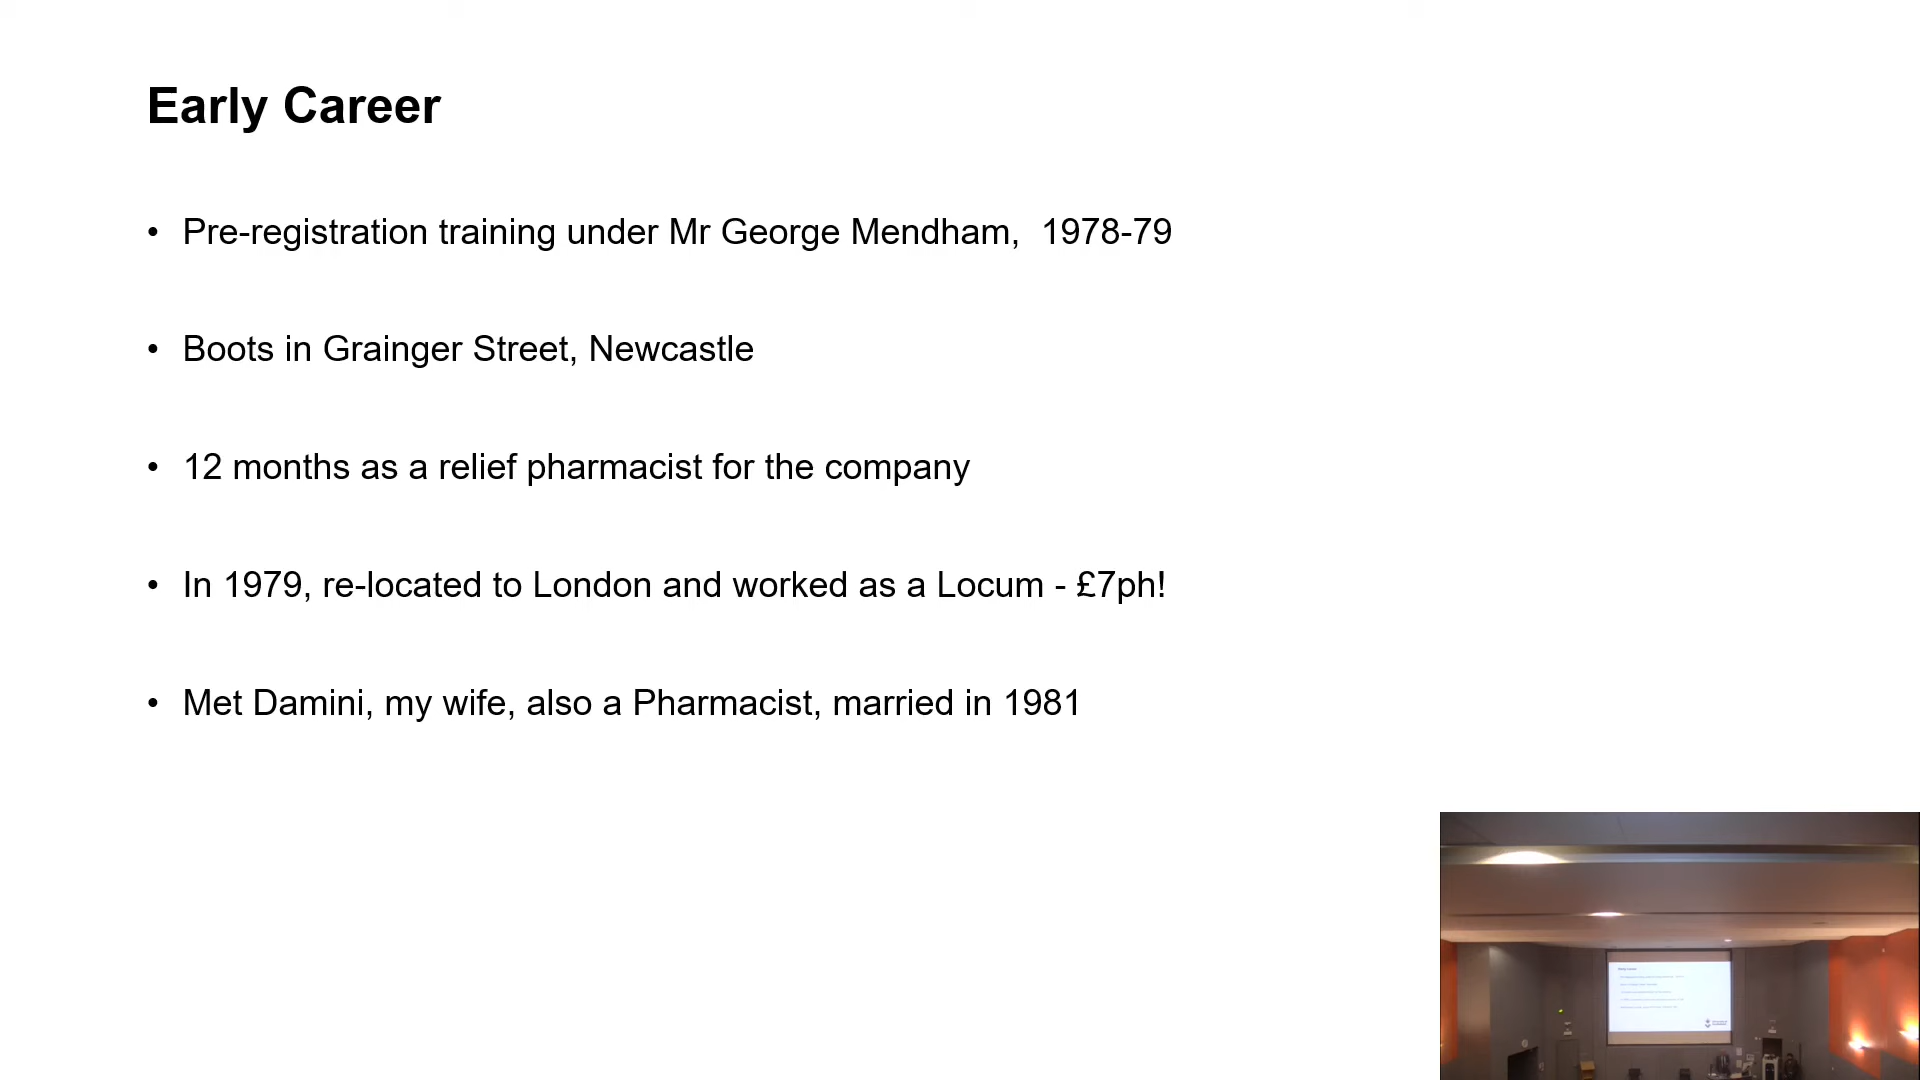 Early Career
• Pre-registration training under Mr George Mendham,  1978-79
• Boots in Grainger Street, Newcastle
• 12 months as a relief pharmacist for the company
• In 1979, re-located to London and worked as a Locum - £7ph!
• Met Damini, my wife, also a Pharmacist, married in 1981